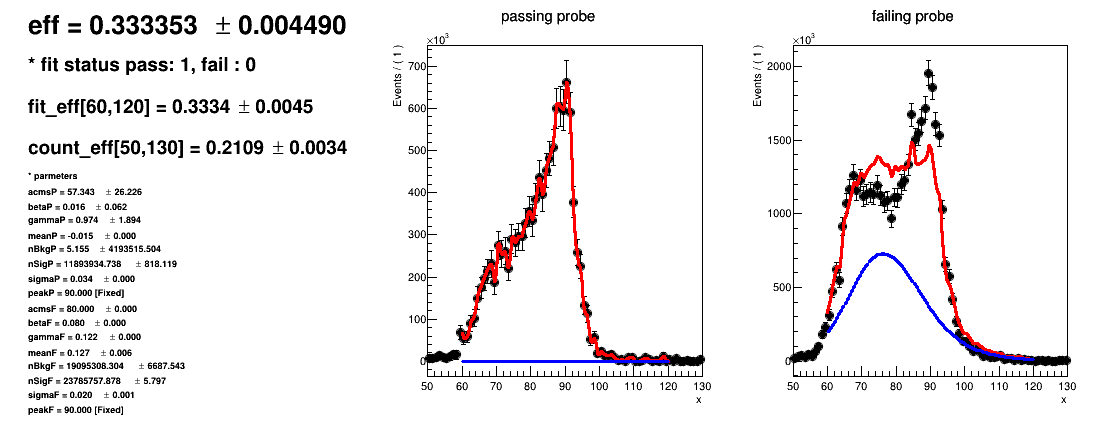 eff = 0.333353 ± 0.004490
* fit status pass: 1, fail : 0
fit_eff[60,120] = 0.3334 ± 0.0045
count_eff[50,130] = 0.2109 ± 0.0034
* parmeters
acmsP = 57.343 ± 26.226
betaP = 0.016 ± 0.062
gammaP = 0.974 ± 1.894
meanP = -0.015 ± 0.002
nBkgP = 5.155 ± 4193515.504
nSigP = 11893934.738 ± 818.119
sigmaP = 0.034 ± 0.000
peakP = 90.000 [Fixed]
acmsF = 80.000 ± 0.000
betaF = 0.080 ± 0.000
gammaF = 0.122 ± 0.000
meanF = 0.127 ± 0.006
nBkgF = 19095308.304 ± 6687.543
nSigF = 23785757.878 ± 5.797
sigmaF = 0.020 ± 0.001
peakF = 90.000 [Fixed]
passing probe
×10³
Events / ( 1 )
700
600
500
400
300
200
100
0
50 60 70 80 90 100 110 120 130
x
failing probe
×10³
Events / ( 1 )
2000
1500
1000
500
0
50 60 70 80 90 100 110 120 130
x